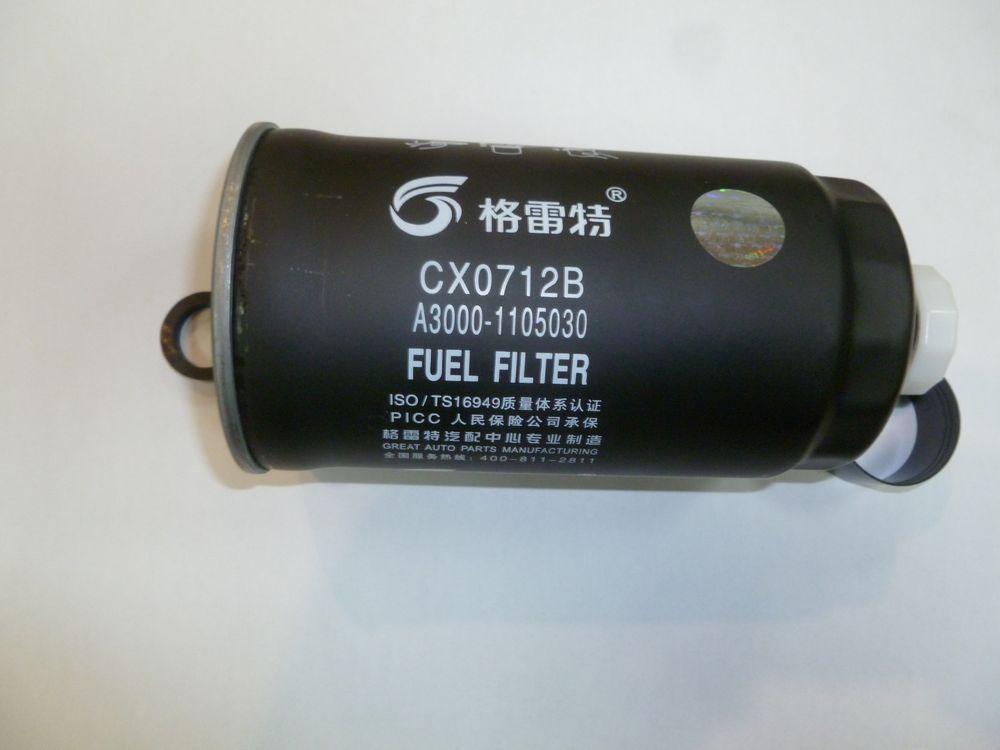 格雷特®
CX0712B
A3000-1105030
FUEL FILTER
ISO/TS16949质量体系认证
PICC 人民保险公司承保
格雷特汽配中心专业制造
GREAT AUTO PARTS MANUFACTURING
全国服务热线：400-811-2811